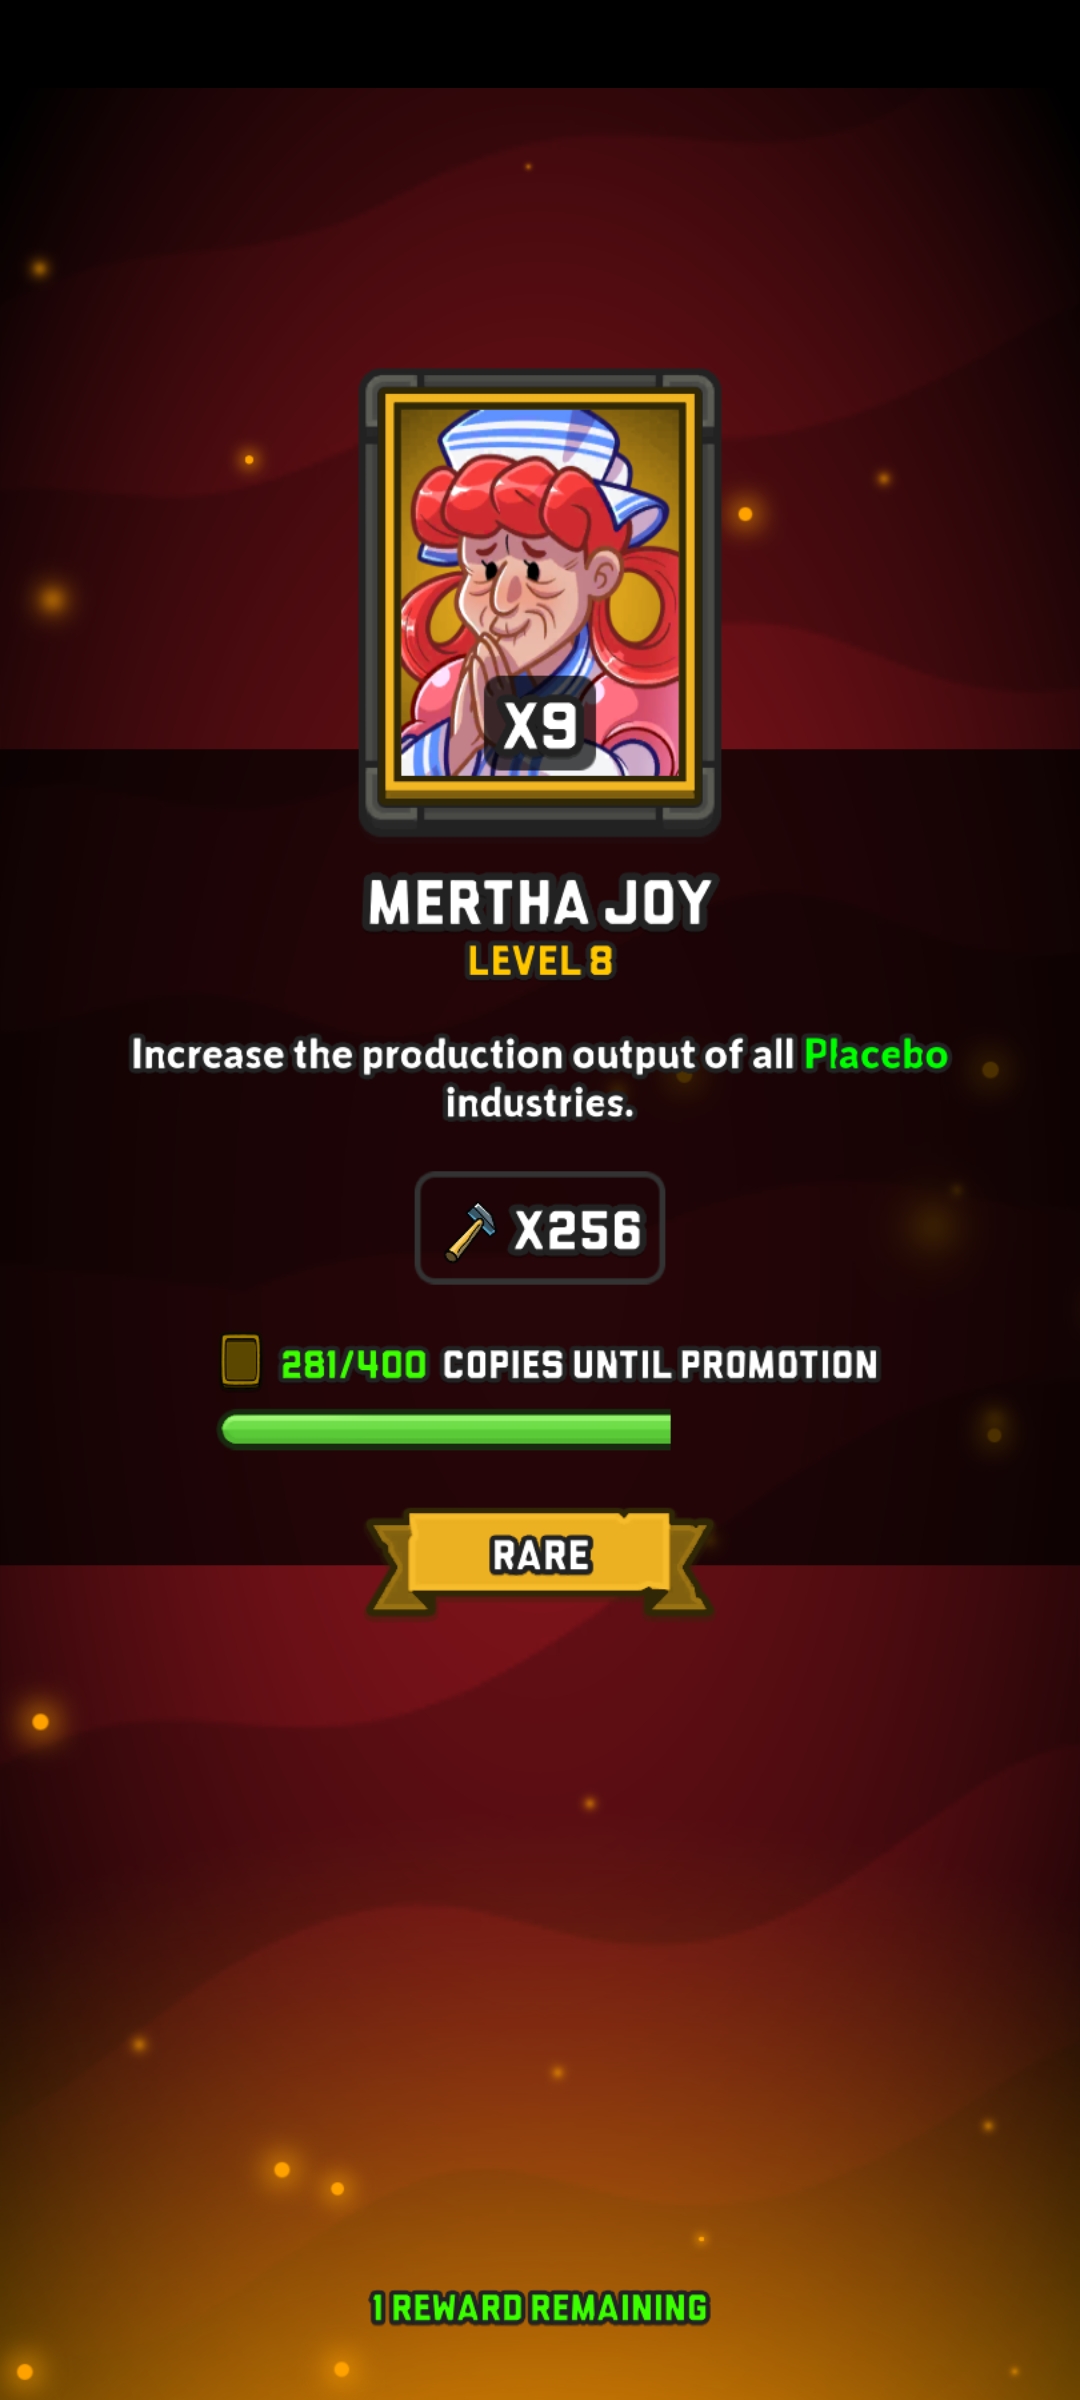 X9
MERTHA JOY
LEVEL 8
Increase the production output of all Placebo
industries.
X256
281/400 COPIES UNTIL PROMOTION
RARE
1 REWARD REMAINING